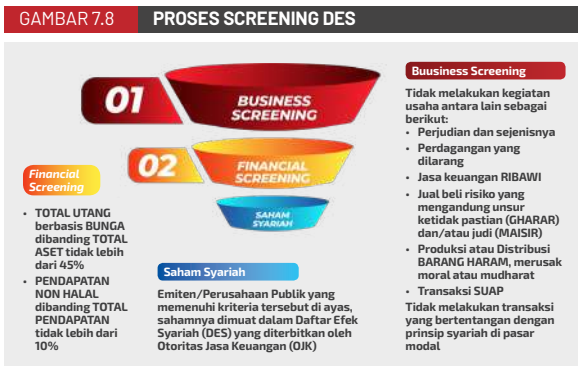 GAMBAR 7.8 PROSES SCREENING DES
01
BUSINESS
SCREENING
02
FINANCIAL
SCREENING
SAHAM
SYARIAH
Financial
Screening
• TOTAL UTANG
berbasis BUNGA
dibanding TOTAL
ASET tidak lebih
dari 45%
• PENDAPATAN
NON HALAL
dibanding TOTAL
PENDAPATAN
tidak lebih dari
10%
Saham Syariah
Emiten/Perusahaan Publik yang
memenuhi kriteria tersebut di ayas,
sahamnya dimuat dalam Daftar Efek
Syariah (DES) yang diterbitkan oleh
Otoritas Jasa Keuangan (OJK)
Buusiness Screening
Tidak melakukan kegiatan
usaha antara lain sebagai
berikut:
• Perjudian dan sejenisnya
• Perdagangan yang
dilarang
• Jasa keuangan RIBAWI
• Jual beli risiko yang
mengandung unsur
ketidak pastian (GHARAR)
dan/atau judi (MAISIR)
• Produksi atau Distribusi
BARANG HARAM, merusak
moral atau mudharat
• Transaksi SUAP
Tidak melakukan transaksi
yang bertentangan dengan
prinsip syariah di pasar
modal